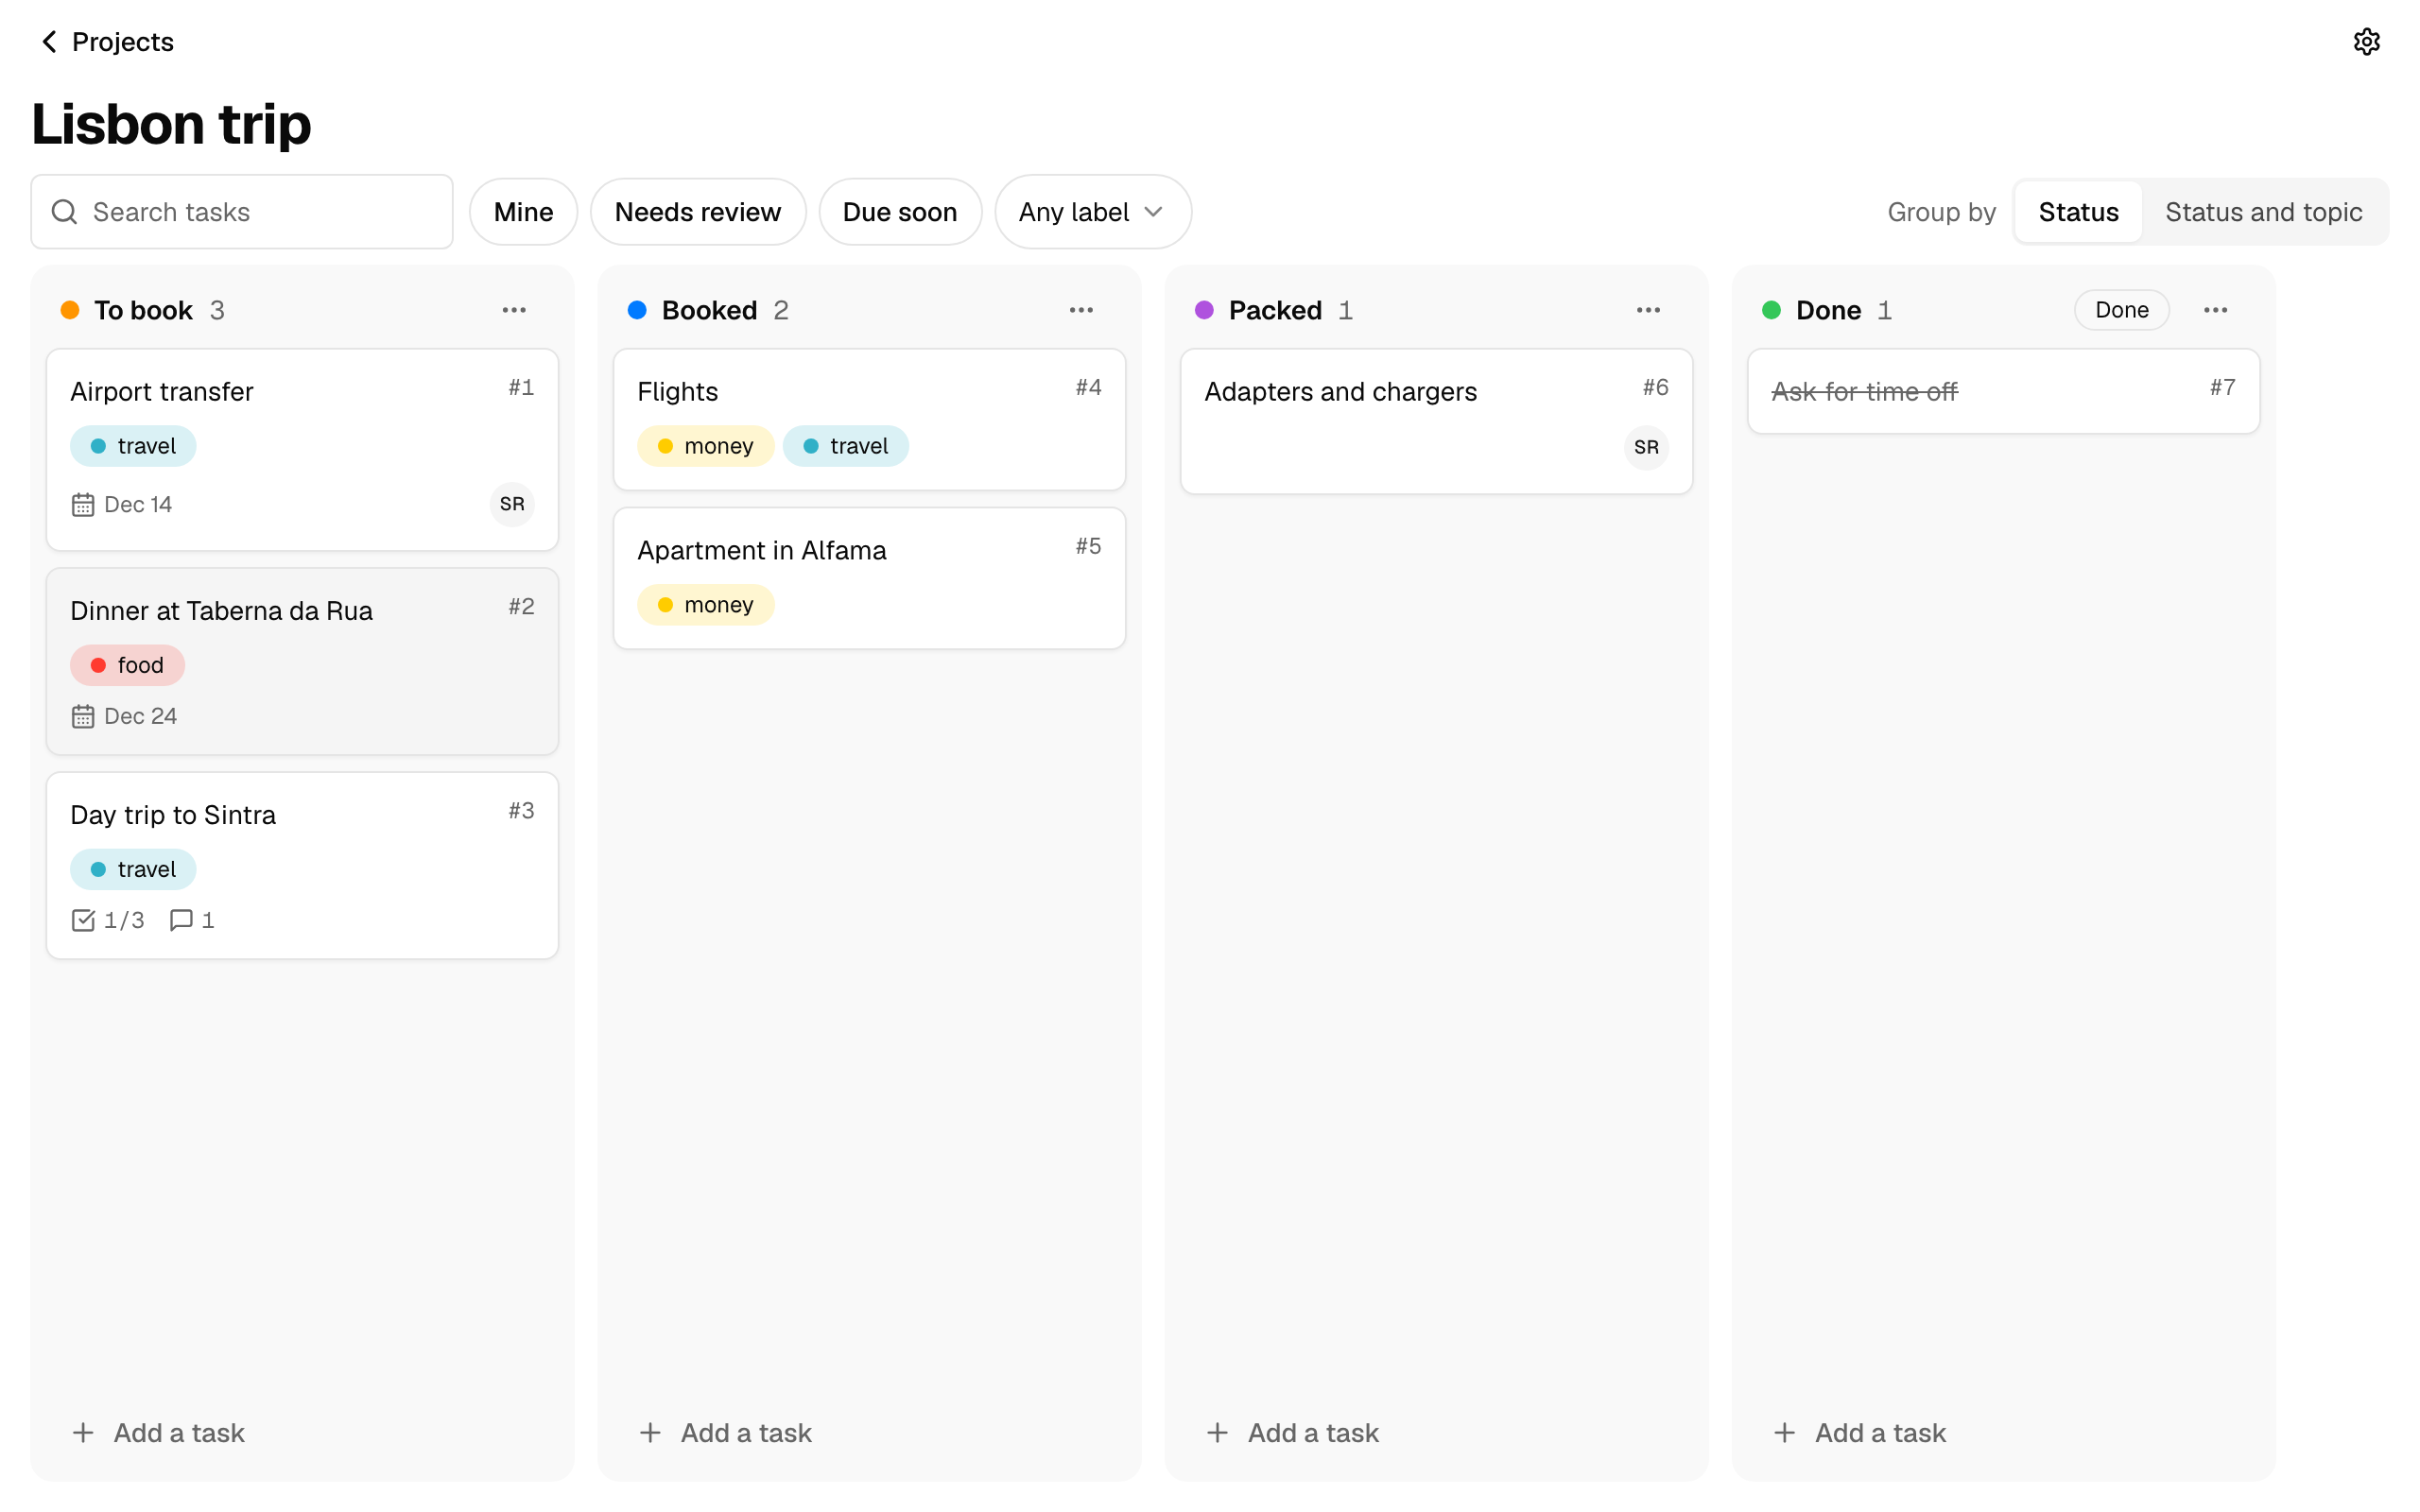 Projects
Lisbon trip
Search tasks
Mine
Needs review
Due soon
Any label
Group by
Status
Status and topic
To book 3
Airport transfer #1
travel
Dec 14 SR
Dinner at Taberna da Rua #2
food
Dec 24
Day trip to Sintra #3
travel
1/3 1
Add a task
Booked 2
Flights #4
money travel
Apartment in Alfama #5
money
Add a task
Packed 1
Adapters and chargers #6
SR
Add a task
Done 1 Done
Ask for time off #7
Add a task